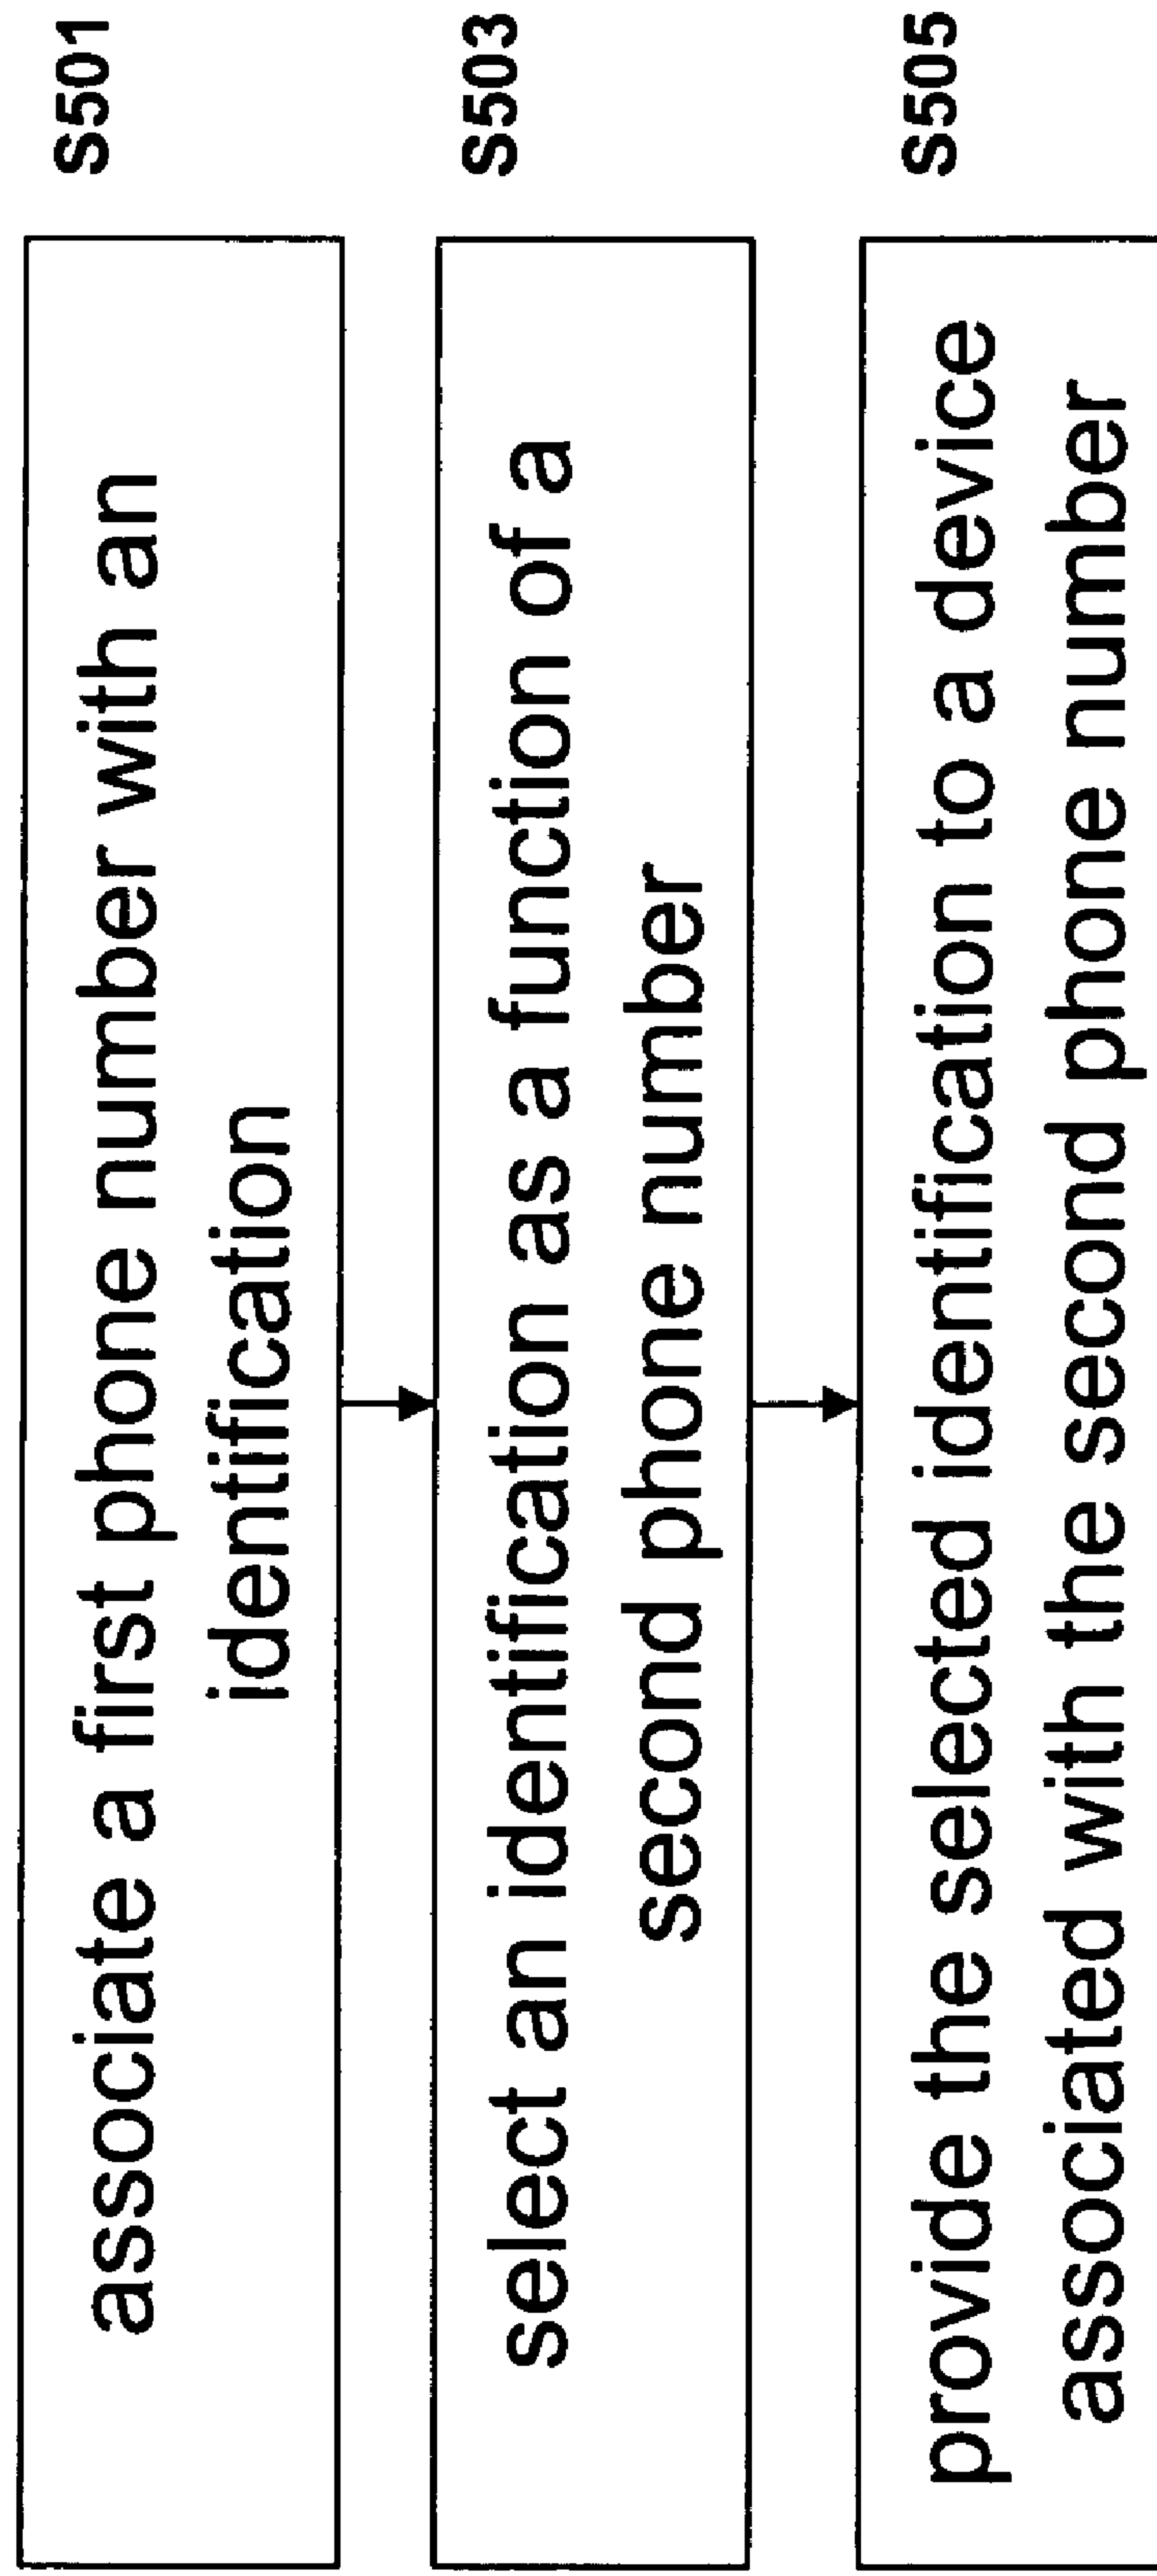 associate a first phone number with an
identification
S501
select an identification as a function of a
second phone number
S503
provide the selected identification to a device
associated with the second phone number
S505